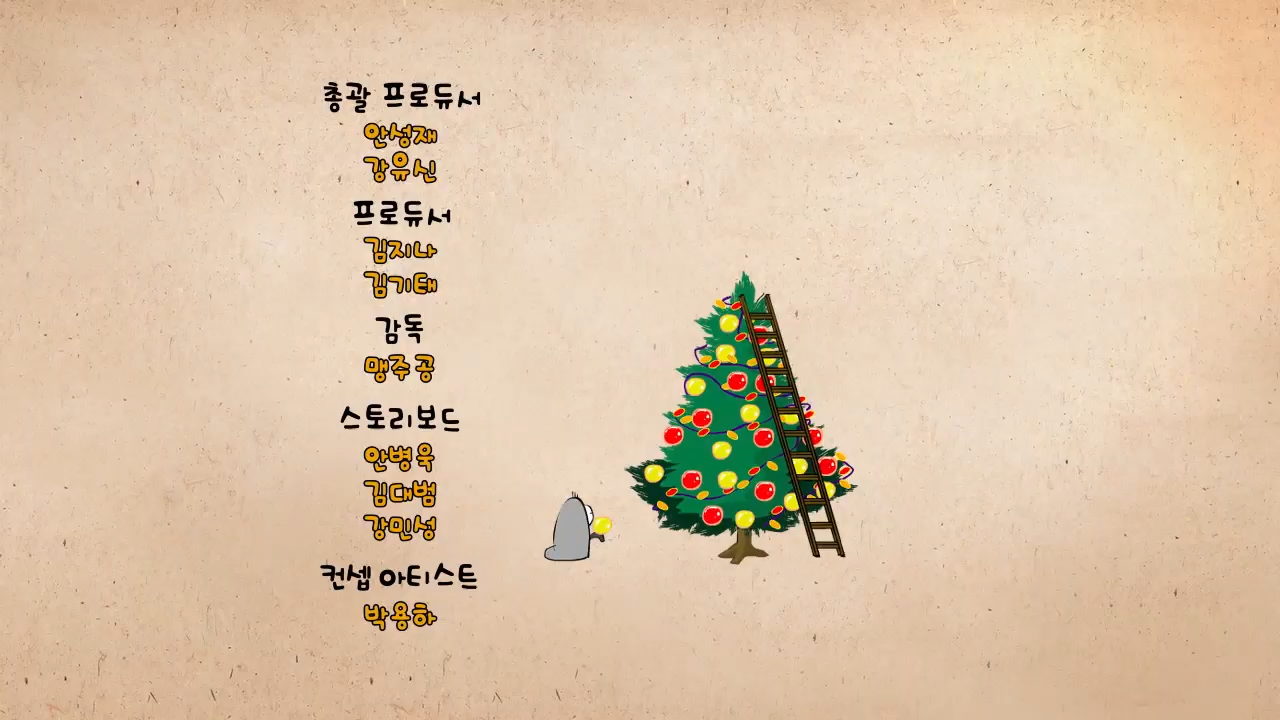 총괄 프로듀서
안성재
강유신
프로듀서
김지나
김기태
감독
맹주공
스토리보드
안병욱
김대범
강민성
컨셉 아티스트
박용하